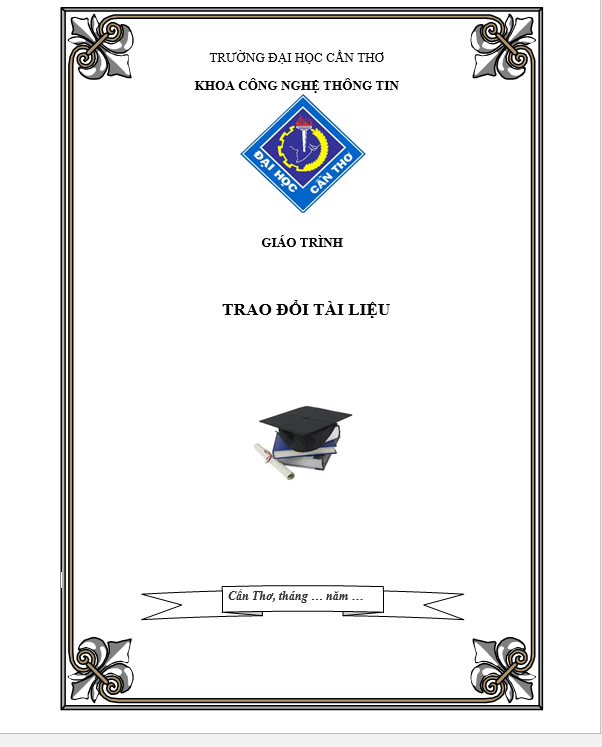 TRƯỜNG ĐẠI HỌC CẦN THƠ
KHOA CÔNG NGHỆ THÔNG TIN
ĐẠI HỌC CẦN THƠ
GIÁO TRÌNH
TRAO ĐỔI TÀI LIỆU
Cần Thơ, tháng … năm …